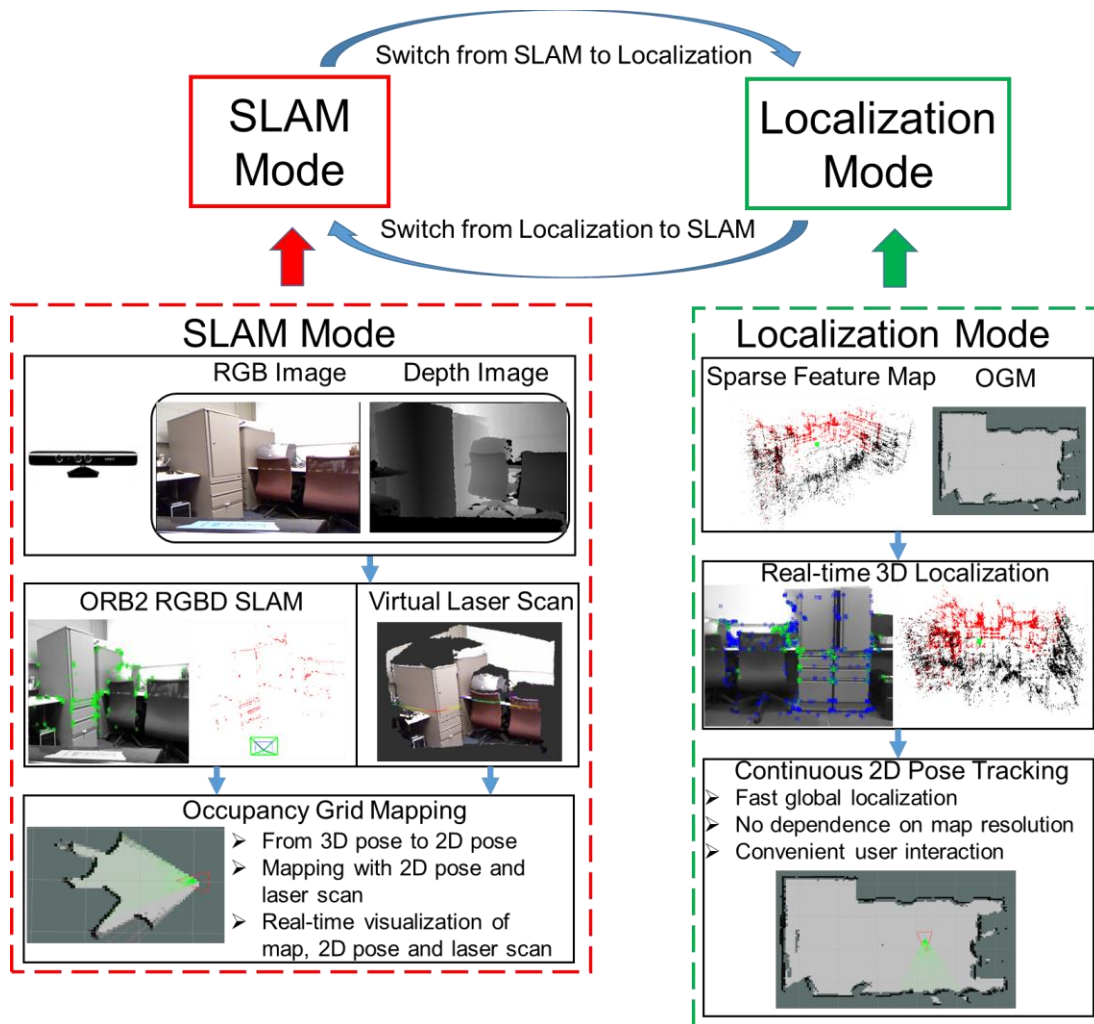 Switch from SLAM to Localization
SLAM
Mode
Localization
Mode
Switch from Localization to SLAM
SLAM Mode
RGB Image
Depth Image
ORB2 RGBD SLAM
Virtual Laser Scan
Occupancy Grid Mapping
➢ From 3D pose to 2D pose
➢ Mapping with 2D pose and
laser scan
➢ Real-time visualization of
map, 2D pose and laser scan
Localization Mode
Sparse Feature Map
OGM
Real-time 3D Localization
Continuous 2D Pose Tracking
➢ Fast global localization
➢ No dependence on map resolution
➢ Convenient user interaction